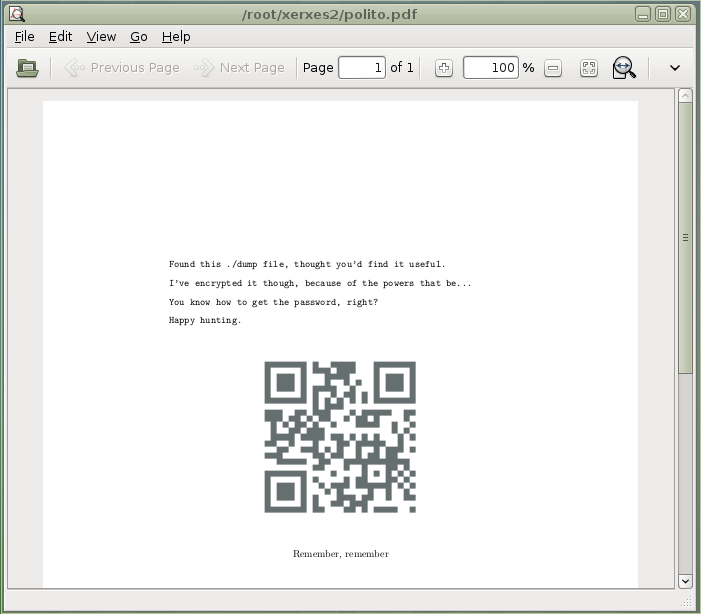 /root/xerxes2/polito.pdf
File Edit View Go Help
Previous Page Next Page Page 1 of 1 100 %
Found this ./dump file, thought you'd find it useful.
I've encrypted it though, because of the powers that be...
You know how to get the password, right?
Happy hunting.
Remember, remember